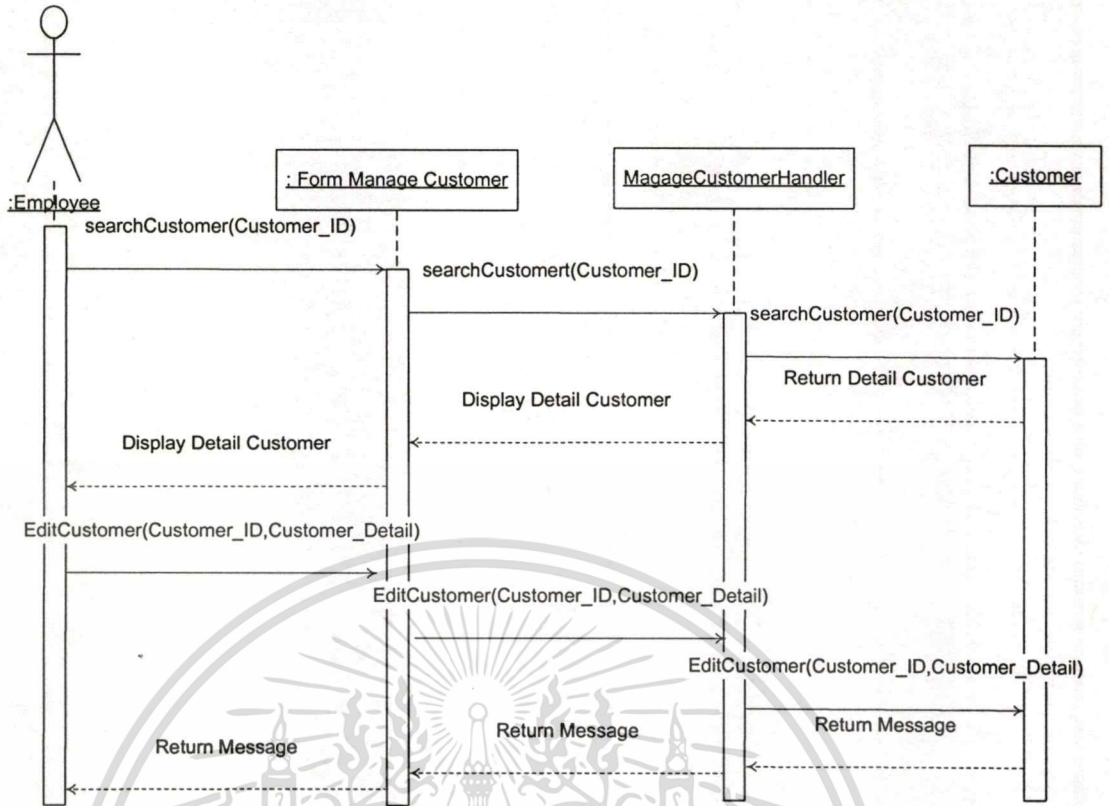 : Form Manage Customer
MagageCustomerHandler
:Customer
:Employee
searchCustomer(Customer_ID)
searchCustomert(Customer_ID)
searchCustomer(Customer_ID)
Return Detail Customer
Display Detail Customer
Display Detail Customer
EditCustomer(Customer_ID,Customer_Detail)
EditCustomer(Customer_ID,Customer_Detail)
EditCustomer(Customer_ID,Customer_Detail)
Return Message
Return Message
Return Message